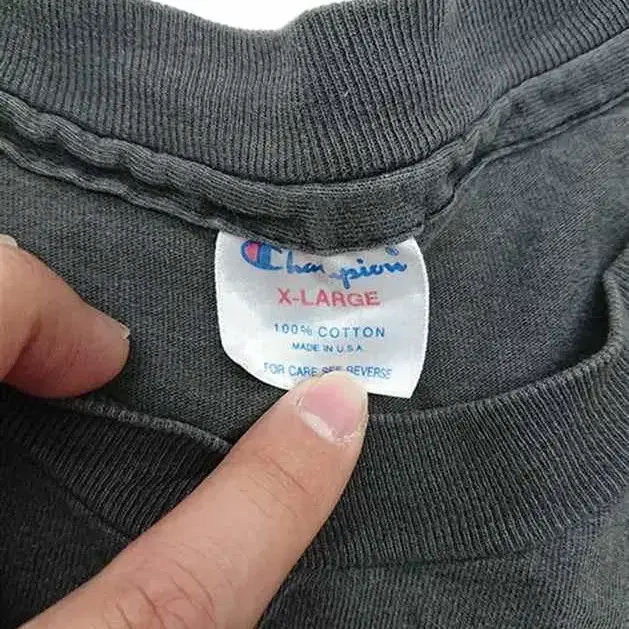 Champion
X-LARGE
100% COTTON
MADE IN U.S.A.
FOR CARE SEE REVERSE